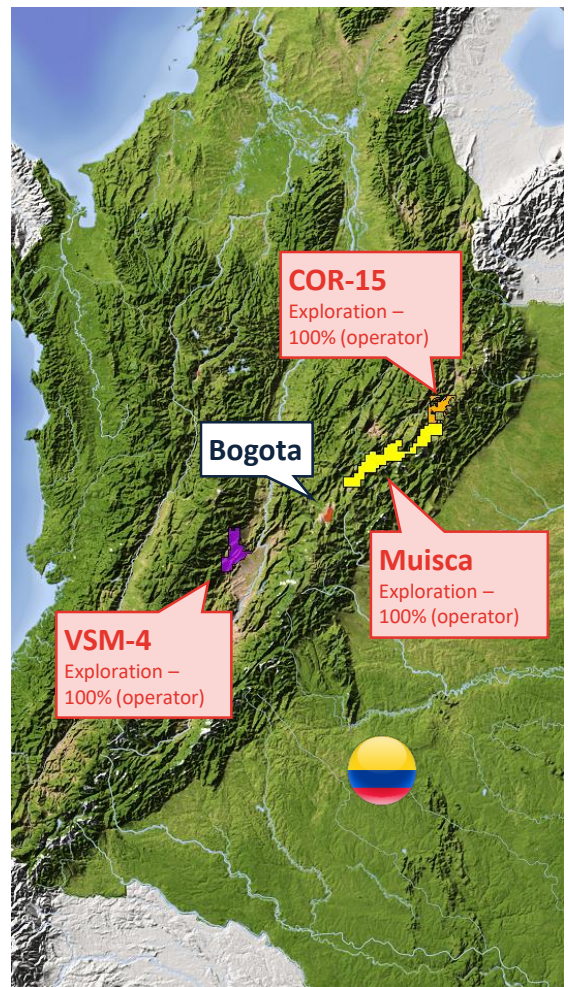 COR-15
Exploration –
100% (operator)
Bogota
Muisca
Exploration –
100% (operator)
VSM-4
Exploration –
100% (operator)